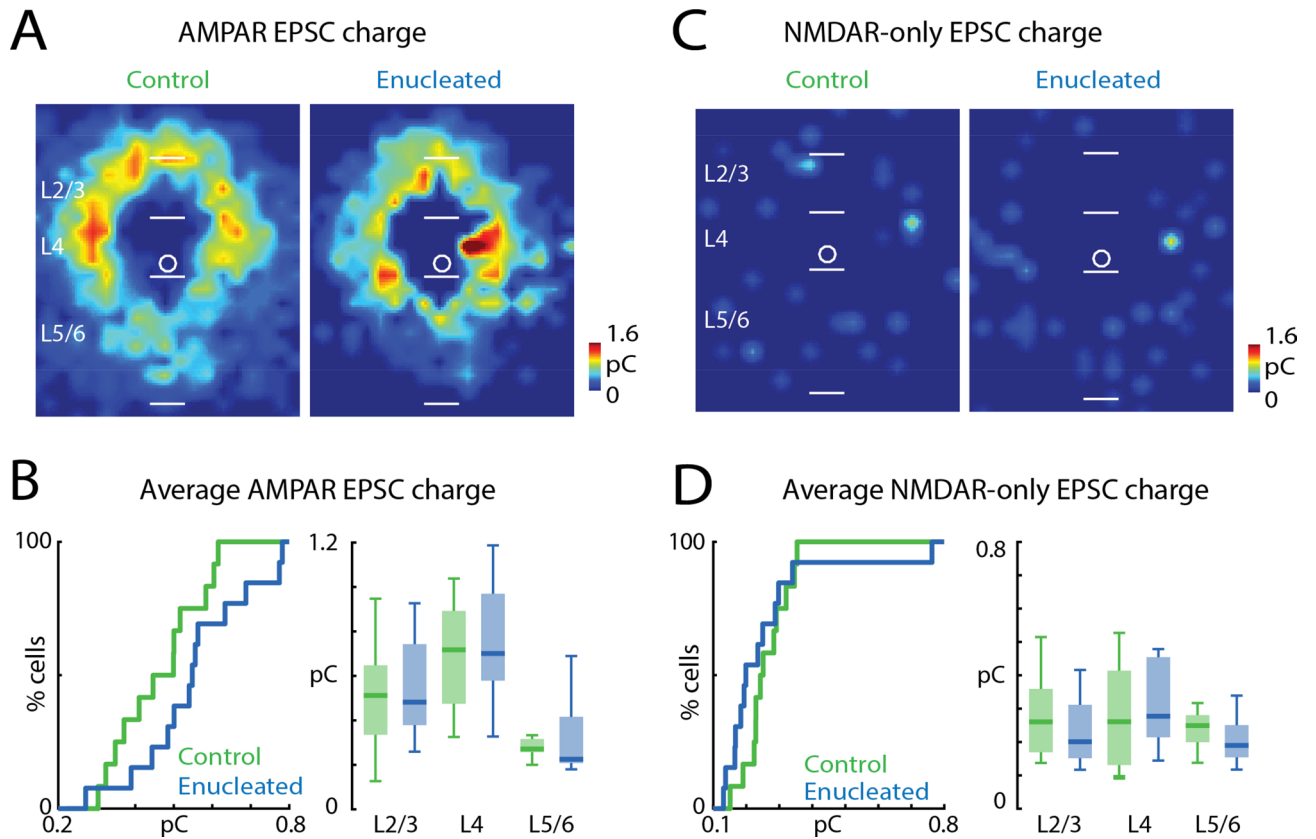 A
AMPAR EPSC charge
Control
Enucleated
L2/3
L4
L5/6
1.6
pC
0
C
NMDAR-only EPSC charge
Control
Enucleated
L2/3
L4
L5/6
1.6
pC
0
B
Average AMPAR EPSC charge
100
% cells
0
Control
Enucleated
0.2
pC
0.8
1.2
pC
0
L2/3
L4
L5/6
D
Average NMDAR-only EPSC charge
100
% cells
0
Control
Enucleated
0.1
pC
0.8
0.8
pC
0
L2/3
L4
L5/6